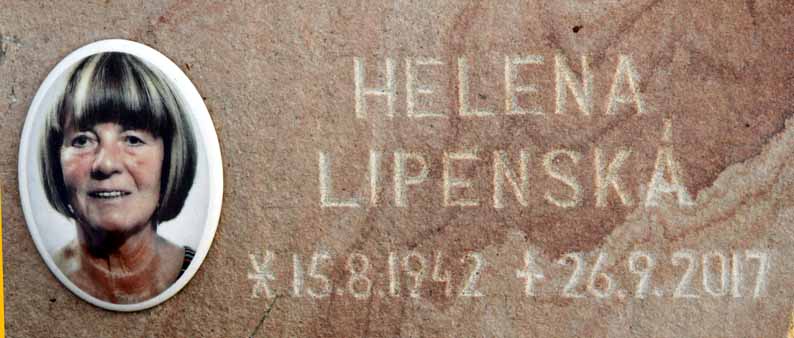 HELENA
LIPENSKÁ
* 15.8.1942 † 26.9.2017